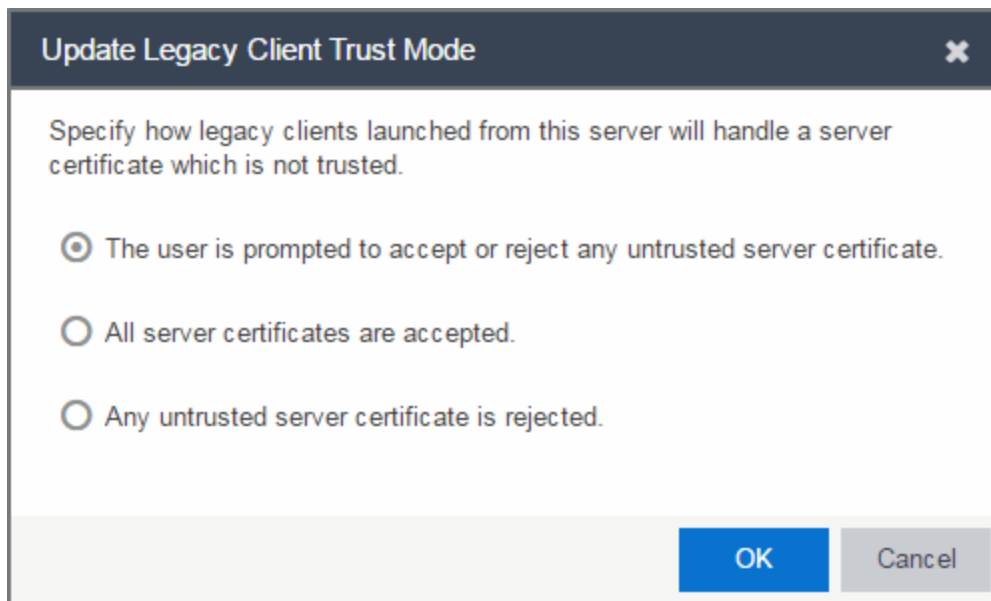 Update Legacy Client Trust Mode
Specify how legacy clients launched from this server will handle a server
certificate which is not trusted.
The user is prompted to accept or reject any untrusted server certificate.
All server certificates are accepted.
Any untrusted server certificate is rejected.
OK Cancel